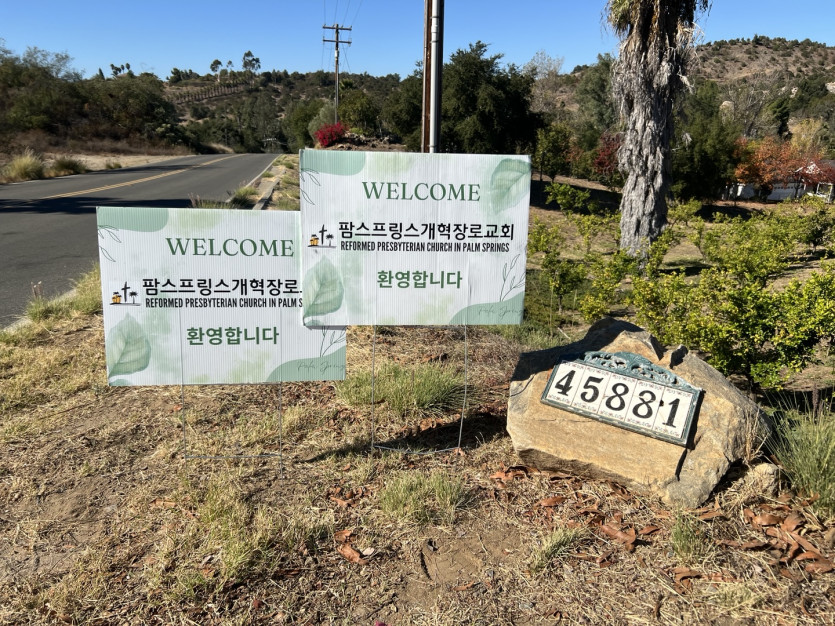 WELCOME
팜스프링스개혁장로교회
REFORMED PRESBYTERIAN CHURCH IN PALM SPRINGS
환영합니다
WELCOME
팜스프링스개혁장로
REFORMED PRESBYTERIAN CHURCH IN PALM S
환영합니다
45881